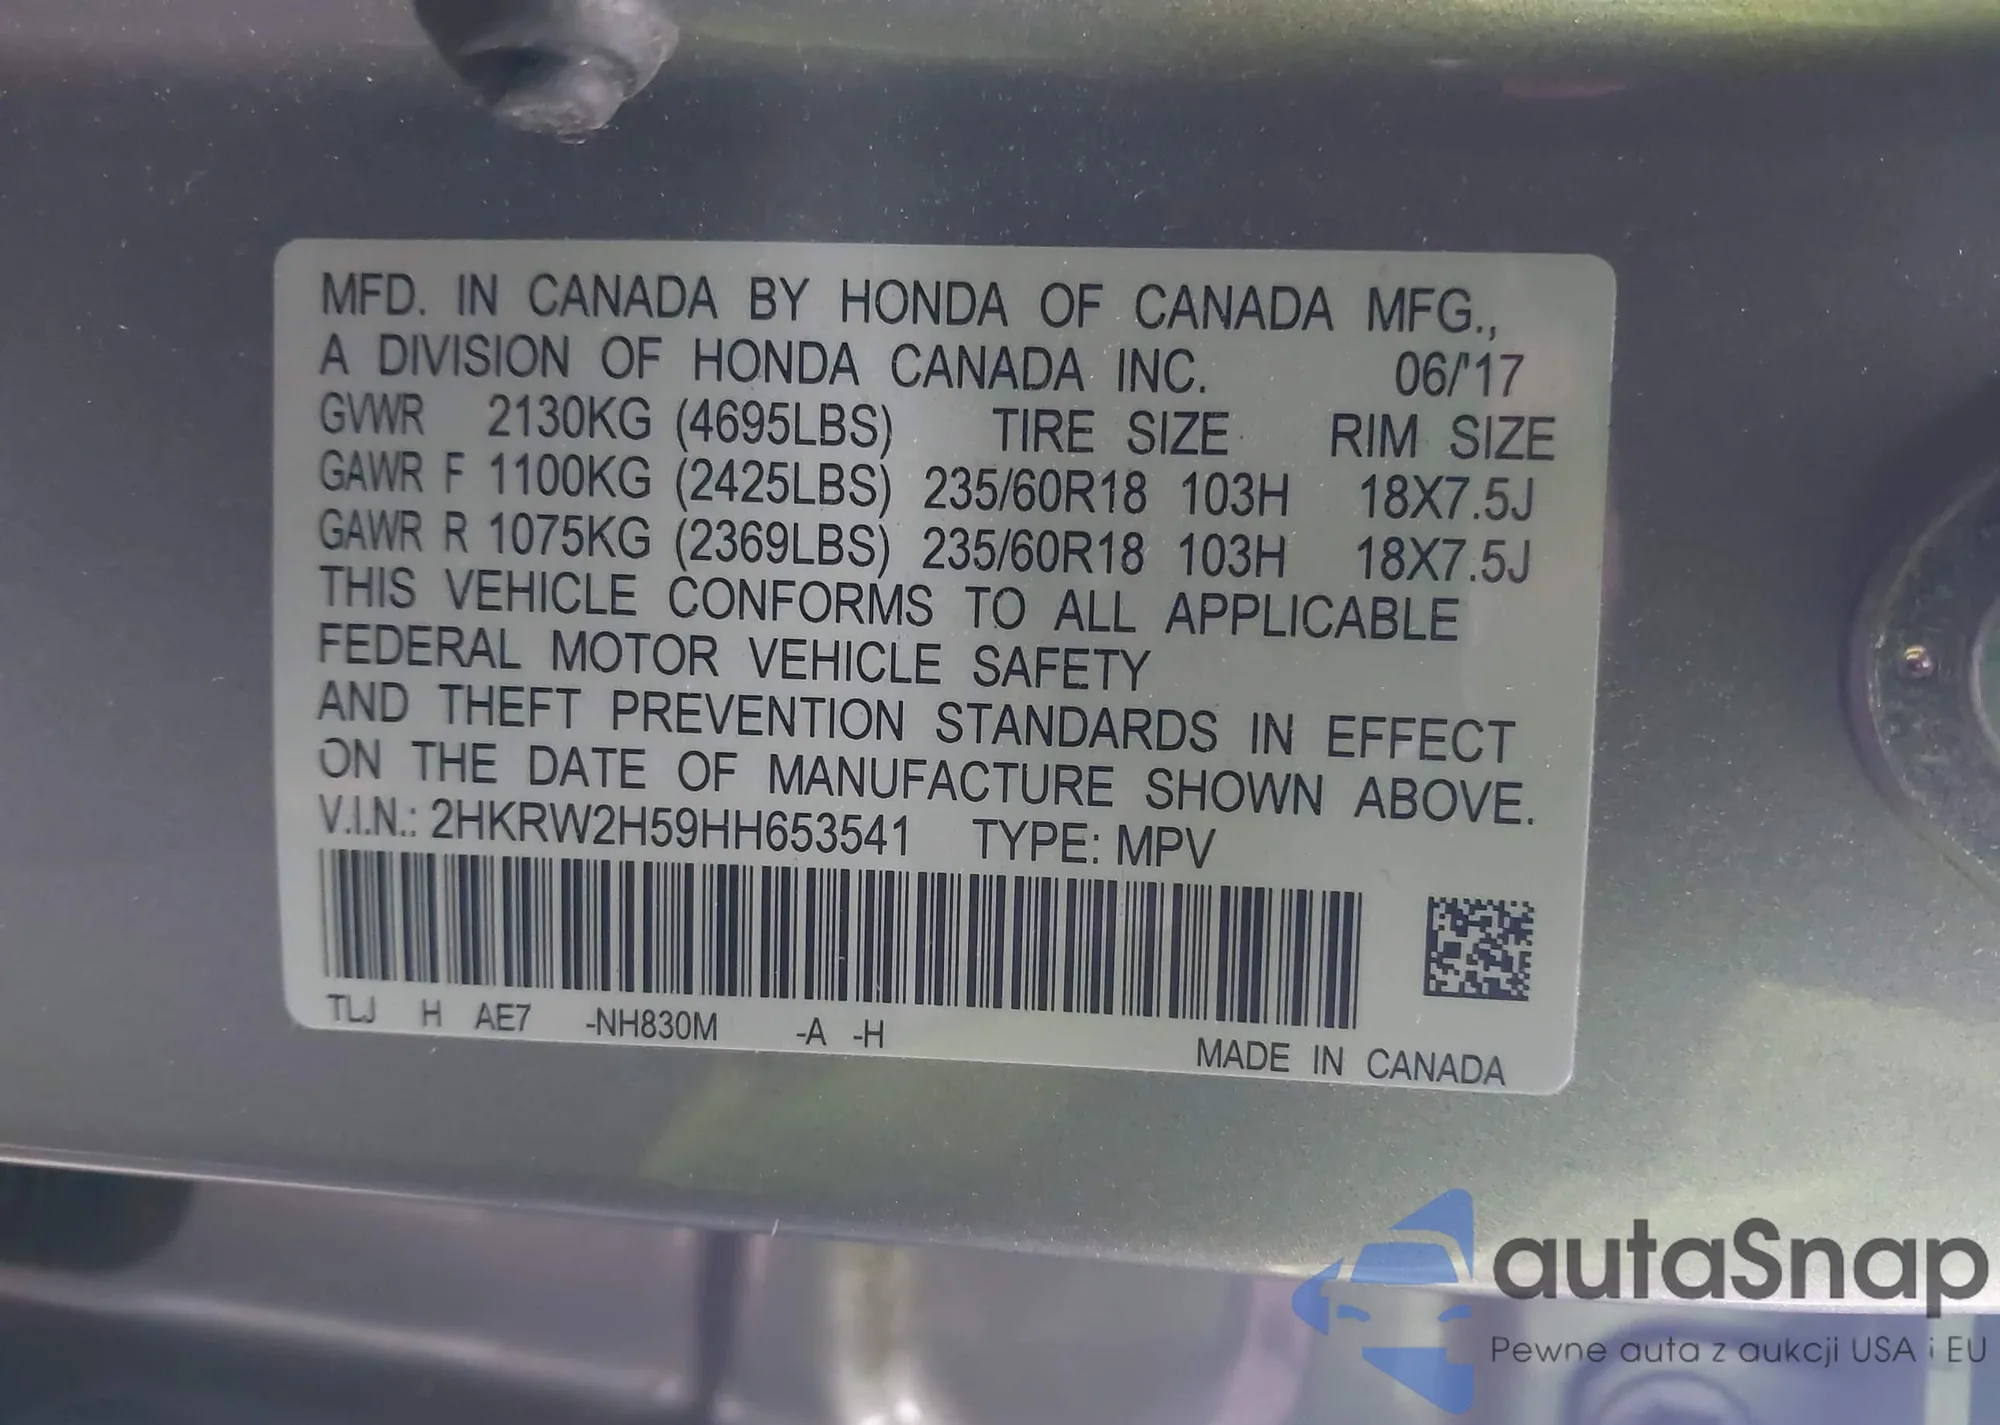 MFD. IN CANADA BY HONDA OF CANADA MFG.,
A DIVISION OF HONDA CANADA INC. 06/'17
GVWR 2130KG (4695LBS) TIRE SIZE RIM SIZE
GAWR F 1100KG (2425LBS) 235/60R18 103H 18X7.5J
GAWR R 1075KG (2369LBS) 235/60R18 103H 18X7.5J
THIS VEHICLE CONFORMS TO ALL APPLICABLE
FEDERAL MOTOR VEHICLE SAFETY
AND THEFT PREVENTION STANDARDS IN EFFECT
ON THE DATE OF MANUFACTURE SHOWN ABOVE.
V.I.N.: 2HKRW2H59HH653541 TYPE: MPV
TLJ H AE7 -NH830M -A -H
MADE IN CANADA
autaSnap
Pewne auta z aukcji USA i EU